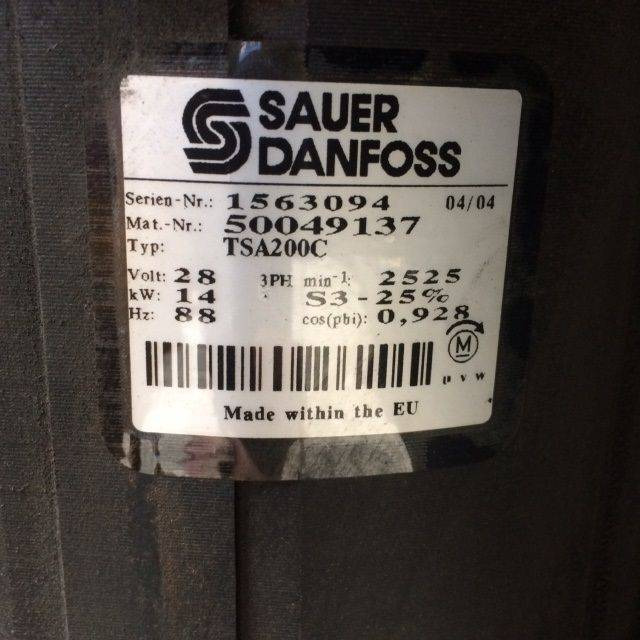 SAUER
DANFOSS
Serien-Nr.: 1563094 04/04
Mat.-Nr.: 50049137
Typ: TSA200C
Volt: 28 3PH min-1: 2525
kW: 14 S3-25%
Hz: 88 cos(phi): 0,928
M
u v w
Made within the EU